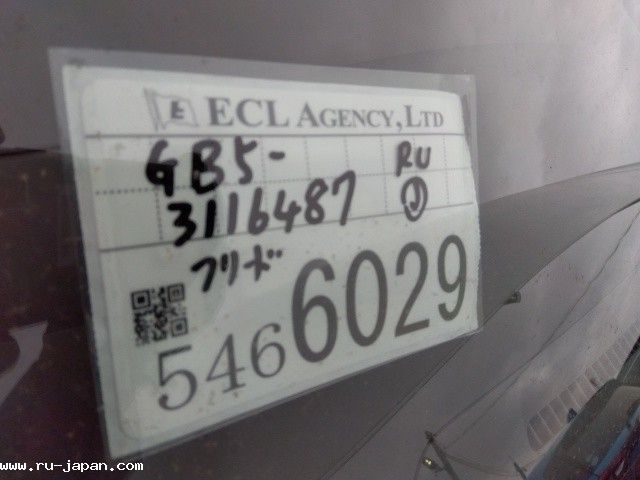 E ECL AGENCY, LTD
GB5- RU
3116487 J
フリード
5466029
www.ru-japan.com